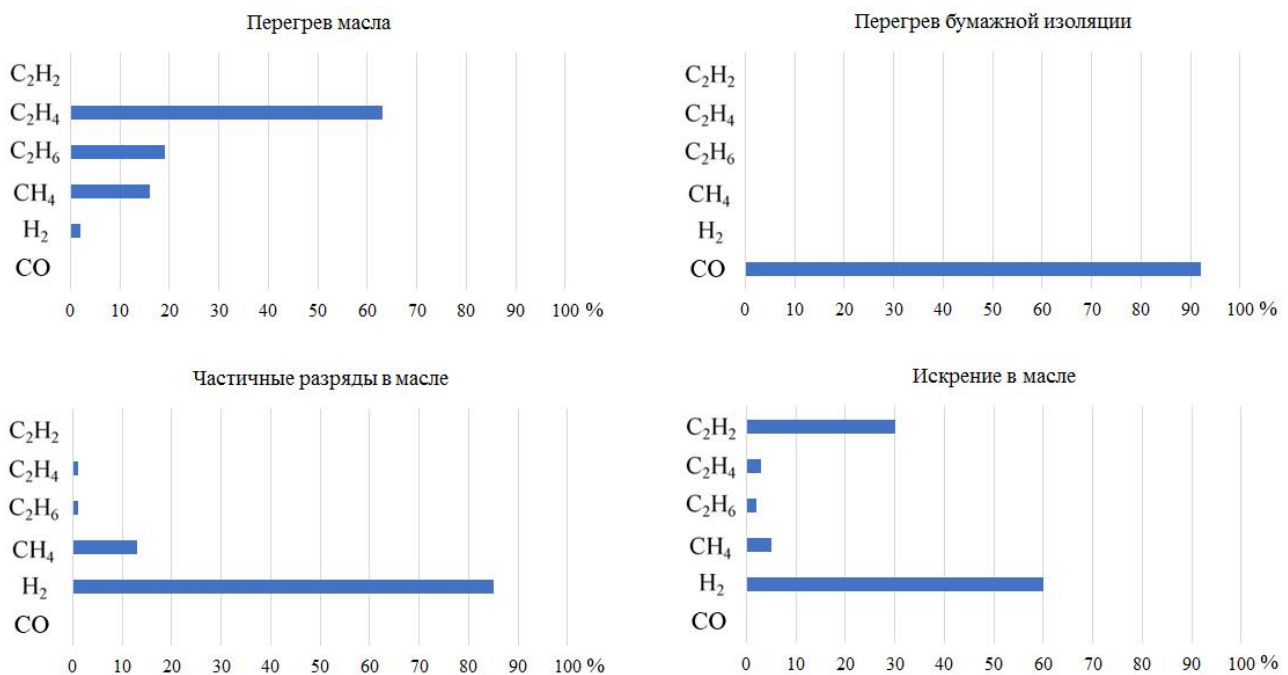 Перегрев масла
C₂H₂
C₂H₄
C₂H₆
CH₄
H₂
CO
0 10 20 30 40 50 60 70 80 90 100 %
Перегрев бумажной изоляции
C₂H₂
C₂H₄
C₂H₆
CH₄
H₂
CO
0 10 20 30 40 50 60 70 80 90 100 %
Частичные разряды в масле
C₂H₂
C₂H₄
C₂H₆
CH₄
H₂
CO
0 10 20 30 40 50 60 70 80 90 100 %
Искрение в масле
C₂H₂
C₂H₄
C₂H₆
CH₄
H₂
CO
0 10 20 30 40 50 60 70 80 90 100 %